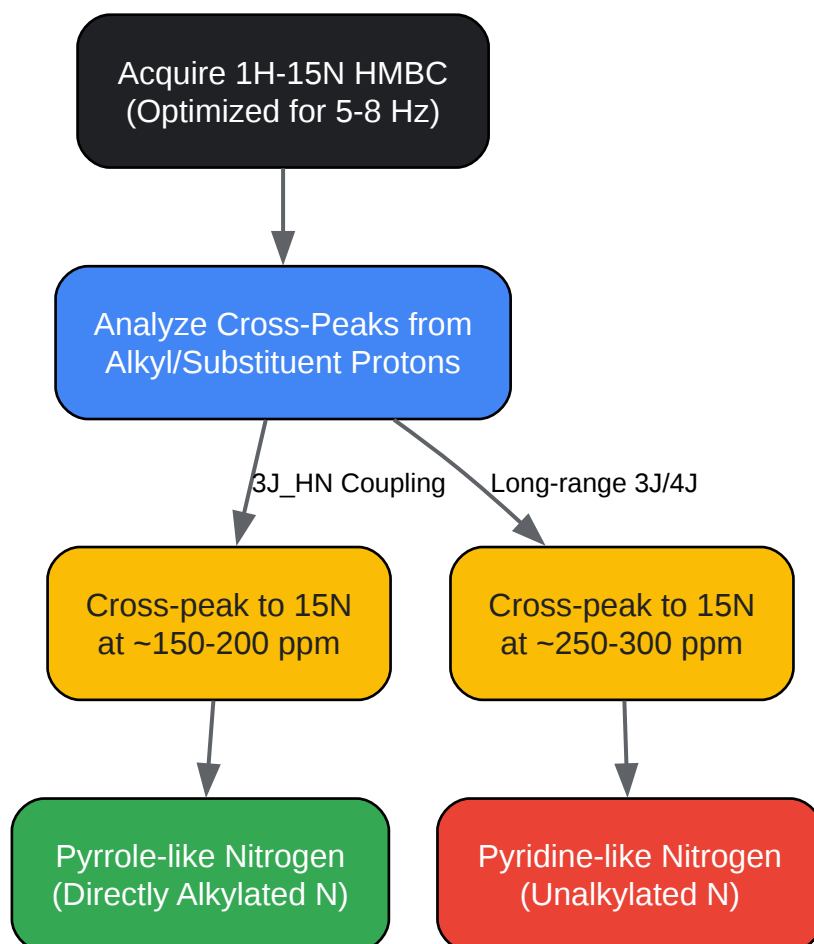 Acquire 1H-15N HMBC
(Optimized for 5-8 Hz)
Analyze Cross-Peaks from
Alkyl/Substituent Protons
3J_HN Coupling
Long-range 3J/4J
Cross-peak to 15N
at ~150-200 ppm
Cross-peak to 15N
at ~250-300 ppm
Pyrrole-like Nitrogen
(Directly Alkylated N)
Pyridine-like Nitrogen
(Unalkylated N)